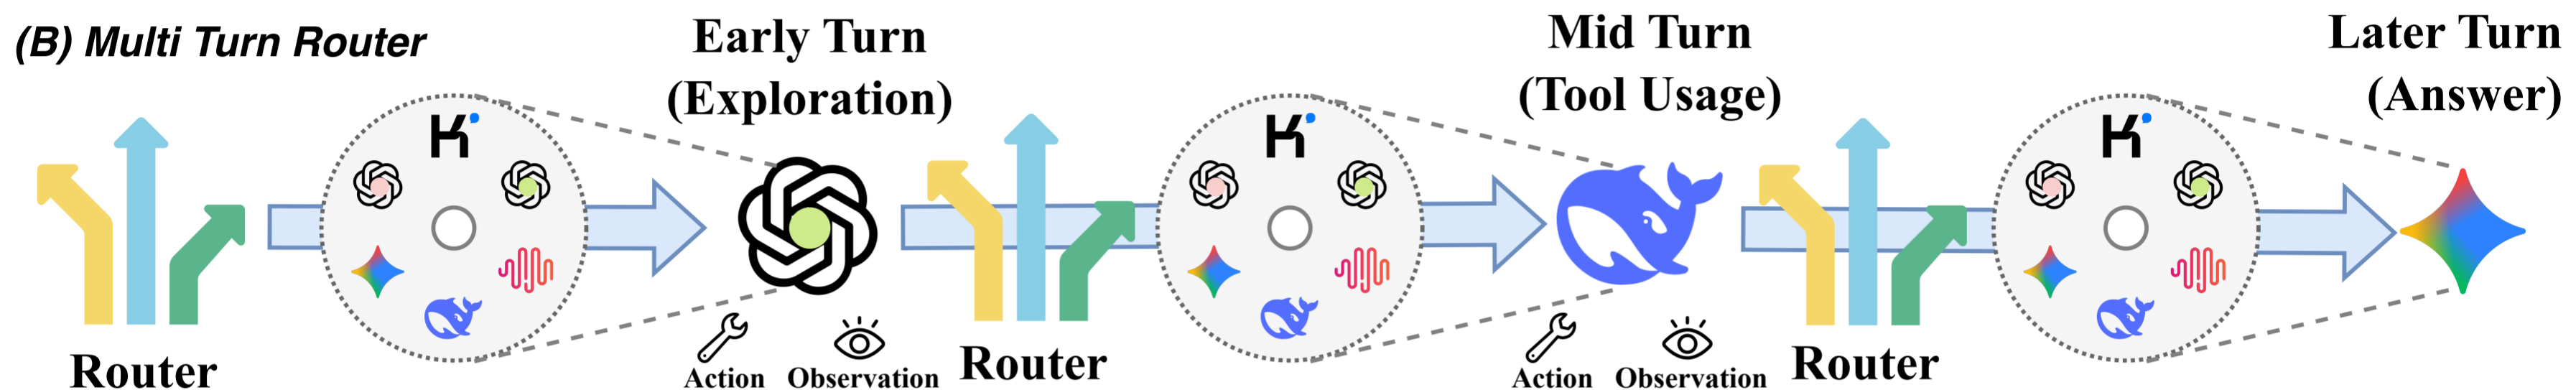 (B) Multi Turn Router
Early Turn
(Exploration)
Mid Turn
(Tool Usage)
Later Turn
(Answer)
Router
Action
Observation
Router
Action
Observation
Router